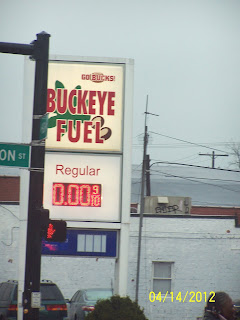 GO! BUCKS!
BUCKEYE
FUEL
ON ST
Regular
0.00 9/10
04/14/2012